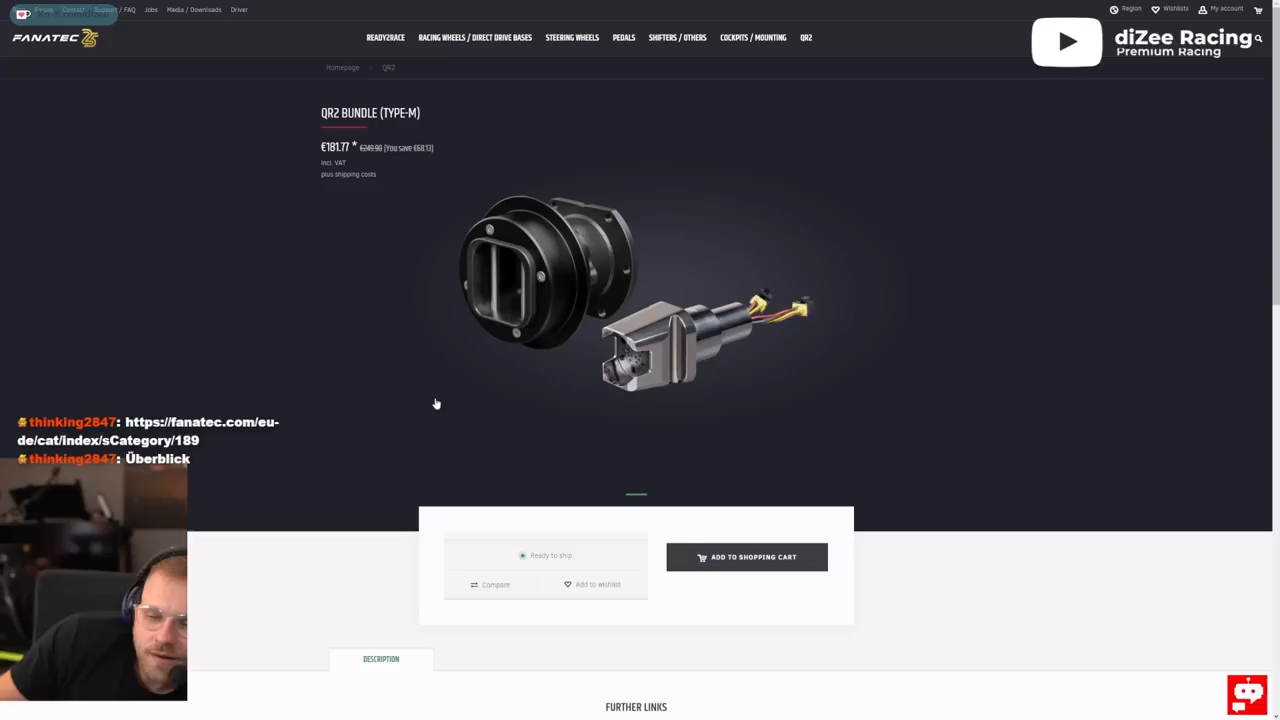 Contact
Support / FAQ
Jobs
Media / Downloads
Driver
Region
Wishlists
My account
FANATEC
READY2RACE
RACING WHEELS / DIRECT DRIVE BASES
STEERING WHEELS
PEDALS
SHIFTERS / OTHERS
COCKPITS / MOUNTING
QR2
diZee Racing
Premium Racing
Homepage
QR2
QR2 BUNDLE (TYPE-M)
€181.77 * €249.90 (You save €68.13)
incl. VAT
plus shipping costs
thinking2847: https://fanatec.com/eu-
de/cat/index/sCategory/189
thinking2847: Überblick
Ready to ship
Compare
Add to wishlist
ADD TO SHOPPING CART
DESCRIPTION
FURTHER LINKS